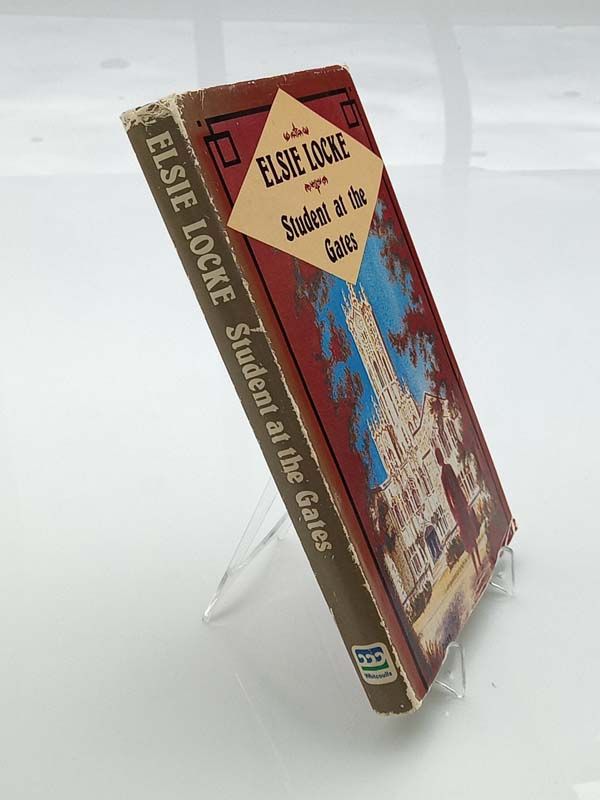 ELSIE LOCKE
Student at the
Gates
ELSIE LOCKE Student at the Gates
Whitcoulls